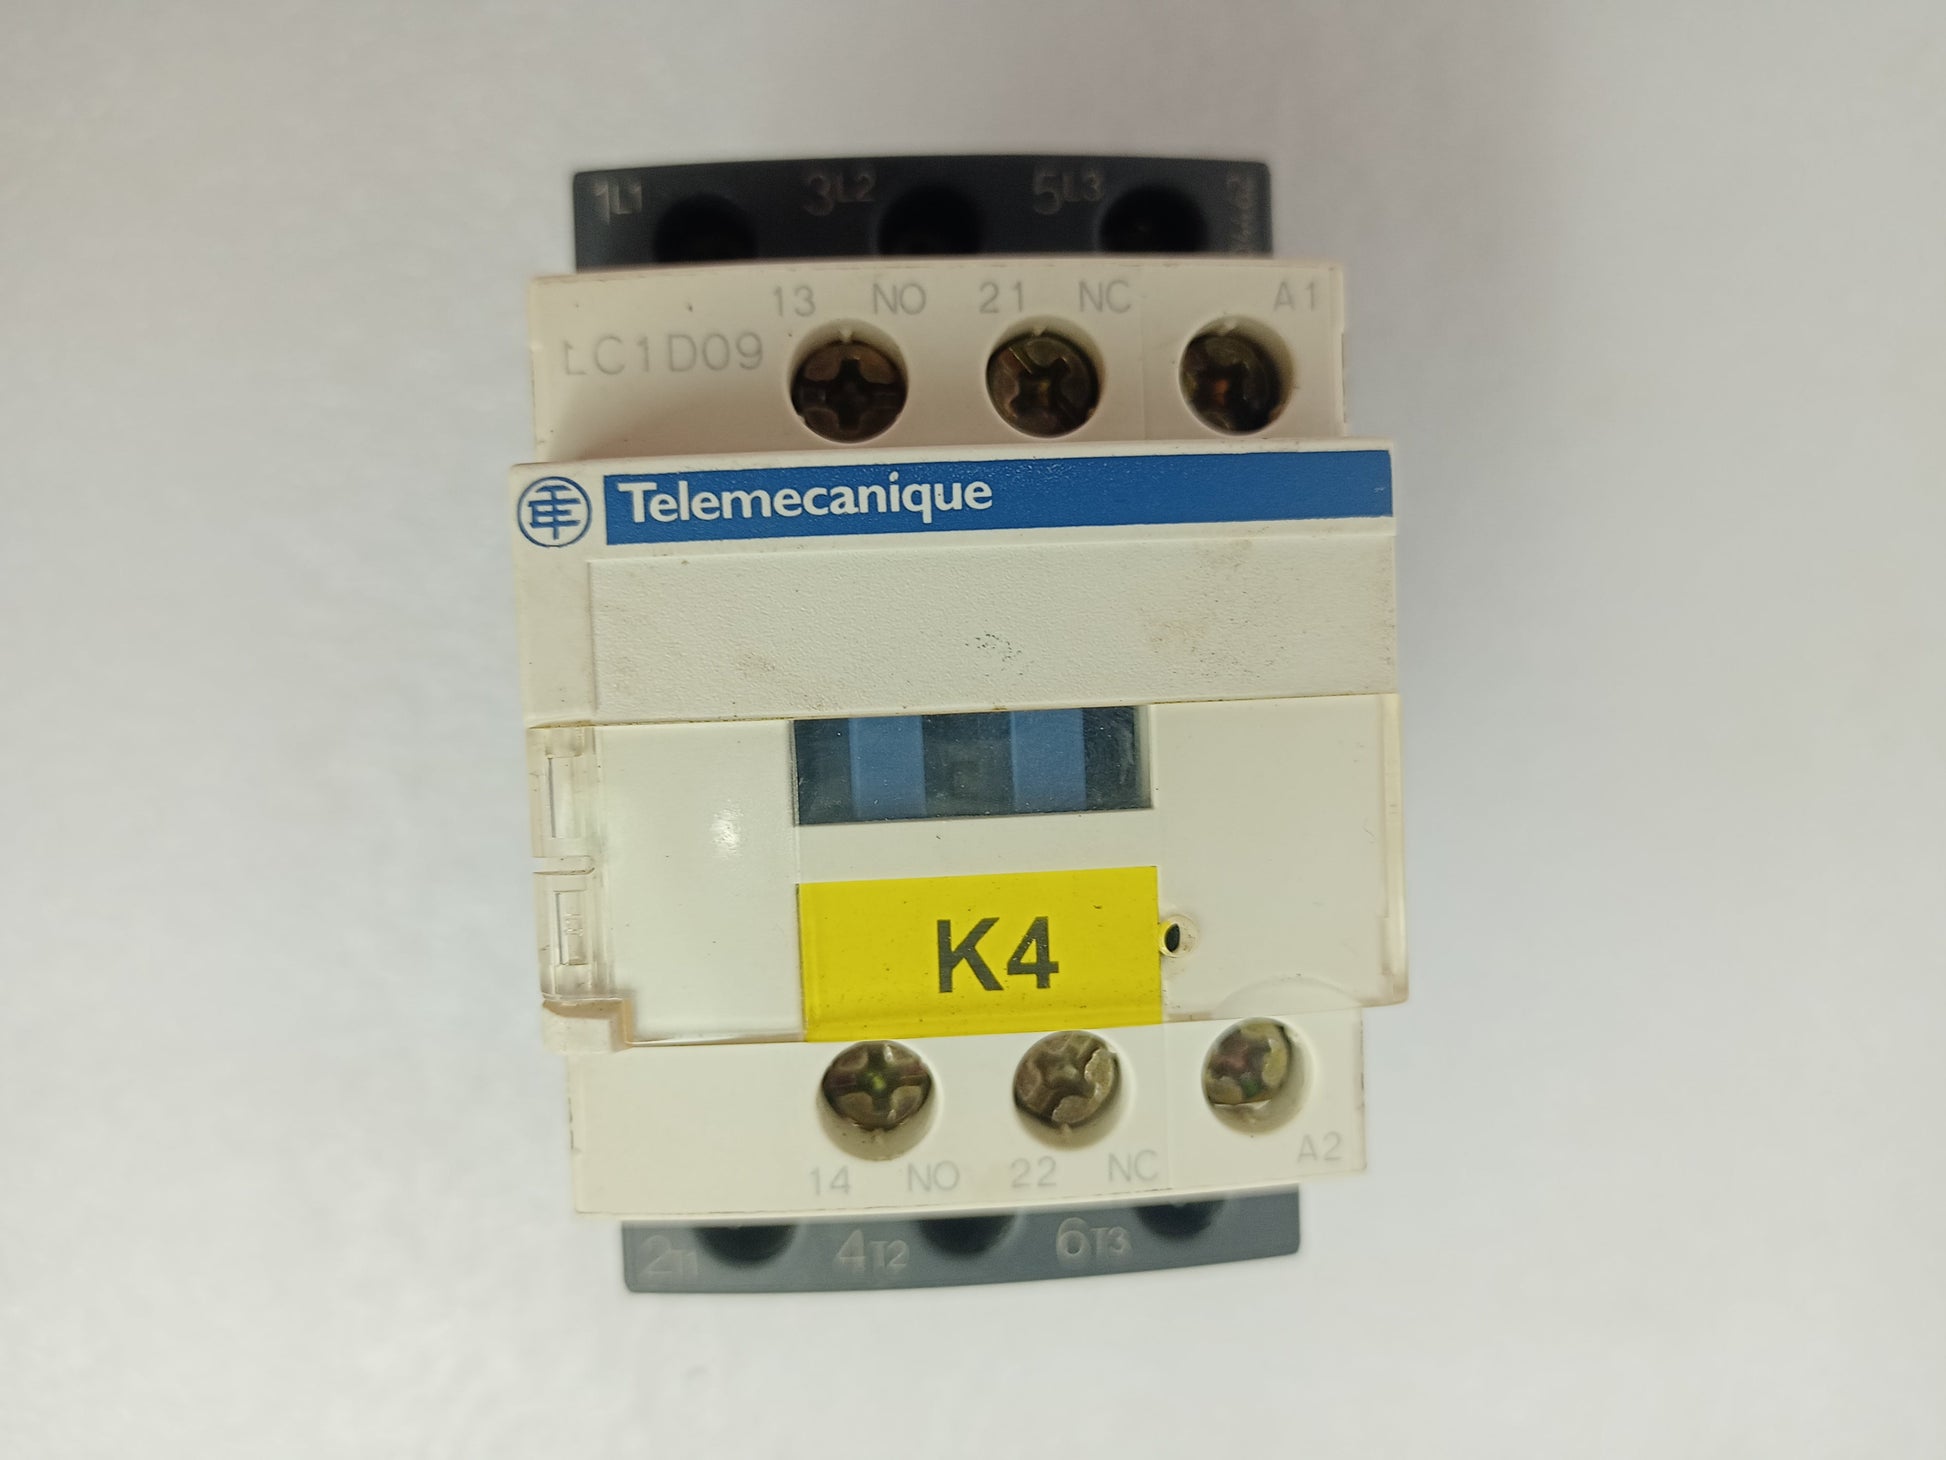 1L1 3L2 5L3
13 NO 21 NC A1
LC1D09
Telemecanique
K4
14 NO 22 NC A2
2T1 4T2 6T3